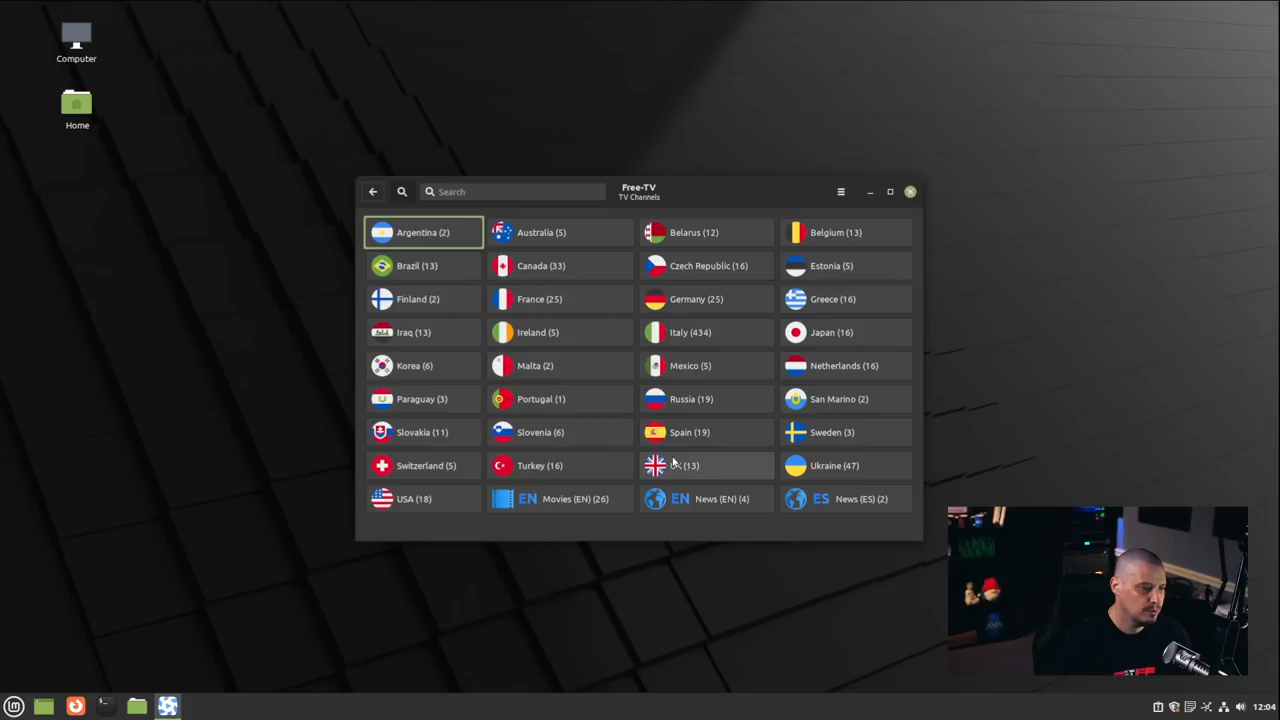 Computer
Home
Search
Free-TV
TV Channels
Argentina (2)
Australia (5)
Belarus (12)
Belgium (13)
Brazil (13)
Canada (33)
Czech Republic (16)
Estonia (5)
Finland (2)
France (25)
Germany (25)
Greece (16)
Iraq (13)
Ireland (5)
Italy (434)
Japan (16)
Korea (6)
Malta (2)
Mexico (5)
Netherlands (16)
Paraguay (3)
Portugal (1)
Russia (19)
San Marino (2)
Slovakia (11)
Slovenia (6)
Spain (19)
Sweden (3)
Switzerland (5)
Turkey (16)
(13)
Ukraine (47)
USA (18)
EN Movies (EN) (26)
EN News (EN) (4)
ES News (ES) (2)
12:04